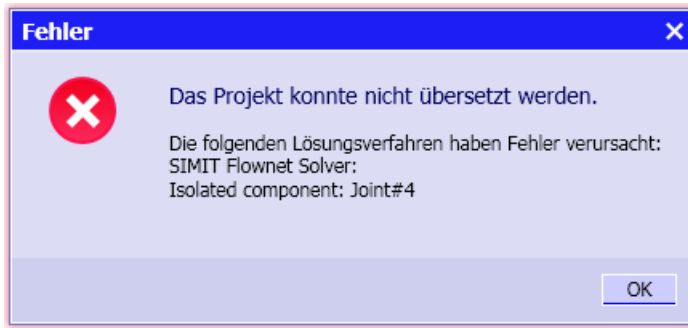 Fehler
Das Projekt konnte nicht übersetzt werden.
Die folgenden Lösungsverfahren haben Fehler verursacht:
SIMIT Flownet Solver:
Isolated component: Joint#4
OK